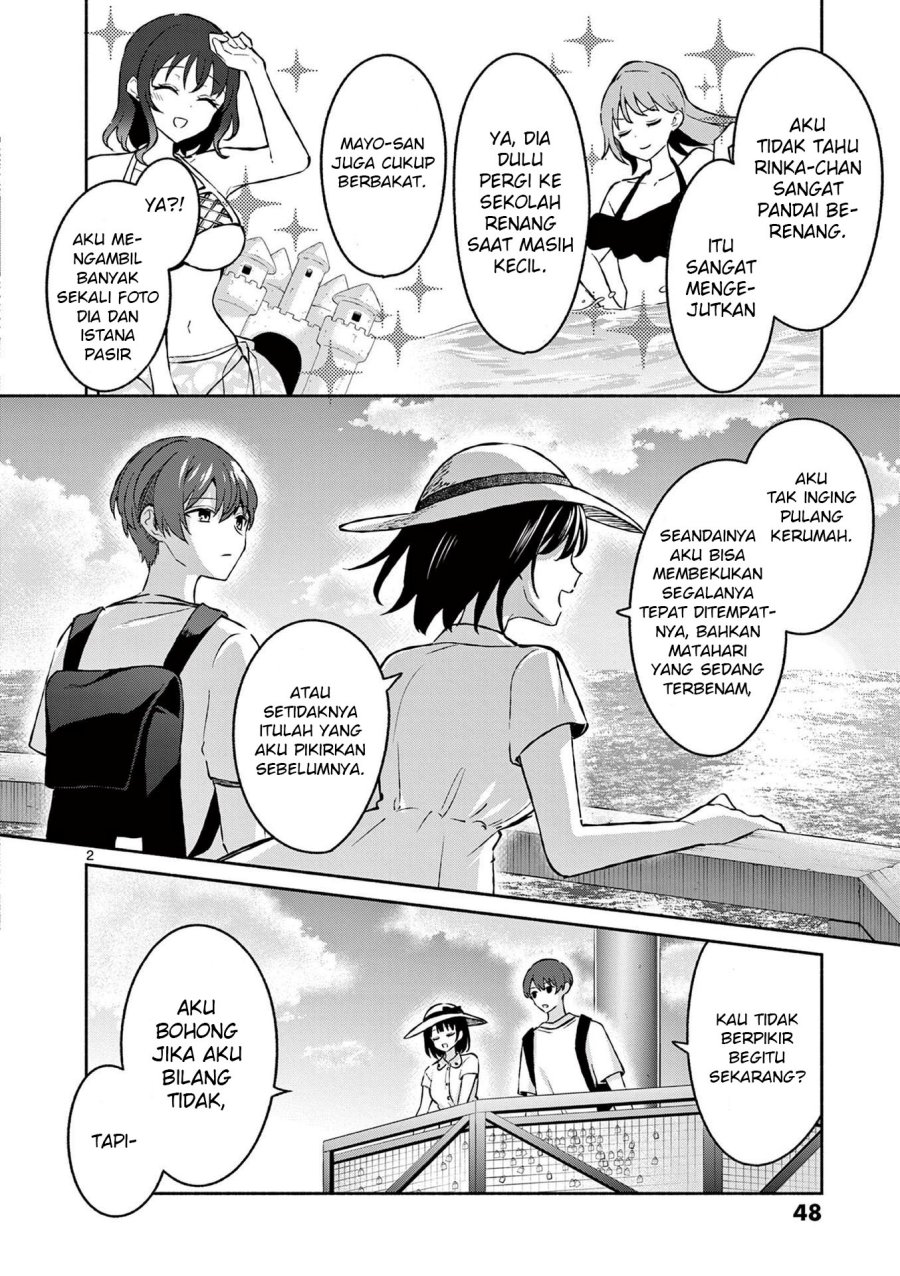 AKU
TIDAK TAHU
RINKA-CHAN
SANGAT
PANDAI BE-
RENANG.
ITU
SANGAT
MENGE-
JUTKAN
YA, DIA
DULU
PERGI KE
SEKOLAH
RENANG
SAAT MASIH
KECIL.
MAYO-SAN
JUGA CUKUP
BERBAKAT.
YA?!
AKU ME-
NGAMBIL
BANYAK
SEKALI FOTO
DIA DAN
ISTANA
PASIR
AKU
TAK INGING
PULANG
KERUMAH.
SEANDAINYA
AKU BISA
MEMBEKUKAN
SEGALANYA
TEPAT DITEMPAT-
NYA, BAHKAN
MATAHARI
YANG SEDANG
TERBENAM,
ATAU
SETIDAKNYA
ITULAH YANG
AKU PIKIRKAN
SEBELUMNYA.
2
KAU TIDAK
BERPIKIR
BEGITU
SEKARANG?
AKU
BOHONG
JIKA AKU
BILANG
TIDAK,
TAPI-
48